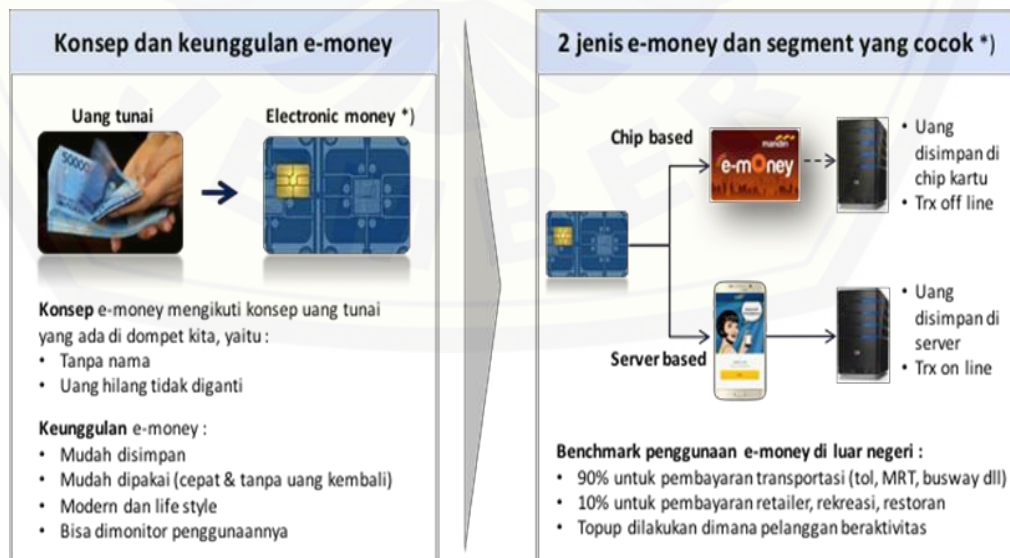 Konsep dan keunggulan e-money
Uang tunai
Electronic money *)
50000
Konsep e-money mengikuti konsep uang tunai
yang ada di dompet kita, yaitu :
• Tanpa nama
• Uang hilang tidak diganti
Keunggulan e-money :
• Mudah disimpan
• Mudah dipakai (cepat & tanpa uang kembali)
• Modern dan life style
• Bisa dimonitor penggunaannya
2 jenis e-money dan segment yang cocok *)
Chip based
mandiri
e-money
• Uang
disimpan di
chip kartu
• Trx off line
Server based
• Uang
disimpan di
server
• Trx on line
Benchmark penggunaan e-money di luar negeri :
• 90% untuk pembayaran transportasi (tol, MRT, busway dll)
• 10% untuk pembayaran retailer, rekreasi, restoran
• Topup dilakukan dimana pelanggan beraktivitas